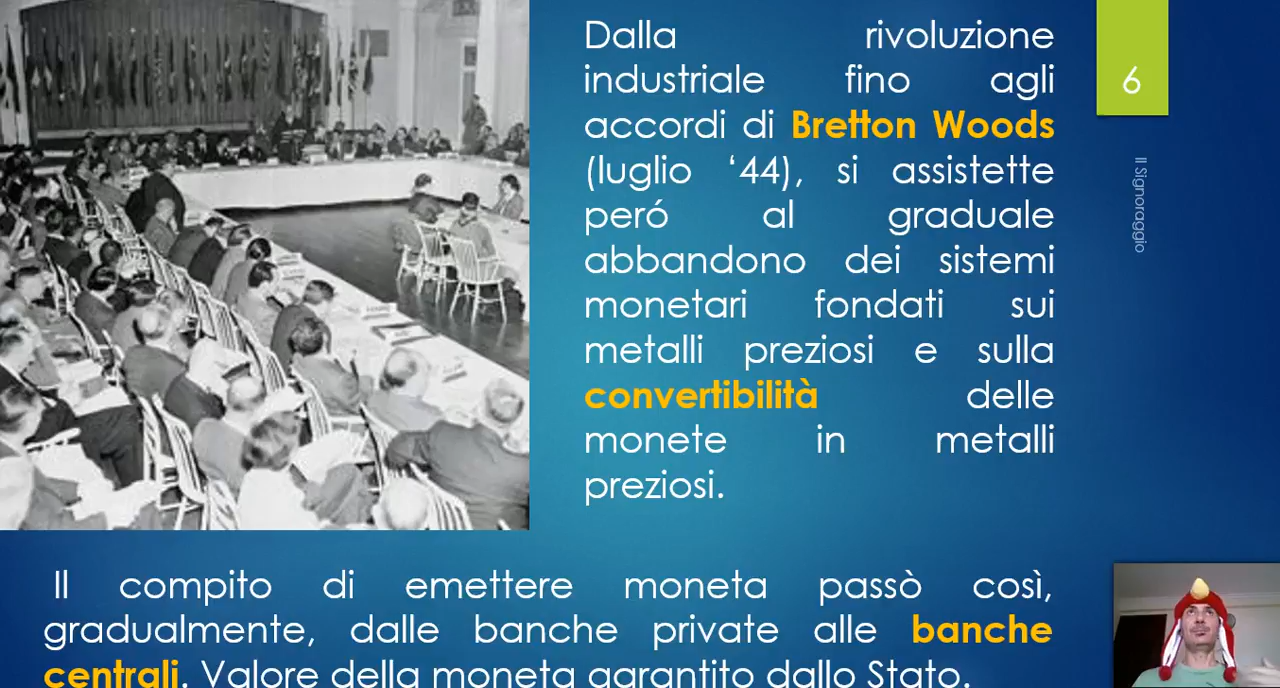 Dalla rivoluzione
industriale fino agli
accordi di Bretton Woods
(luglio ‘44), si assistette
peró al graduale
abbandono dei sistemi
monetari fondati sui
metalli preziosi e sulla
convertibilità delle
monete in metalli
preziosi.
6
Il Signoraggio
Il compito di emettere moneta passò così,
gradualmente, dalle banche private alle banche
centrali. Valore della moneta garantito dallo Stato.